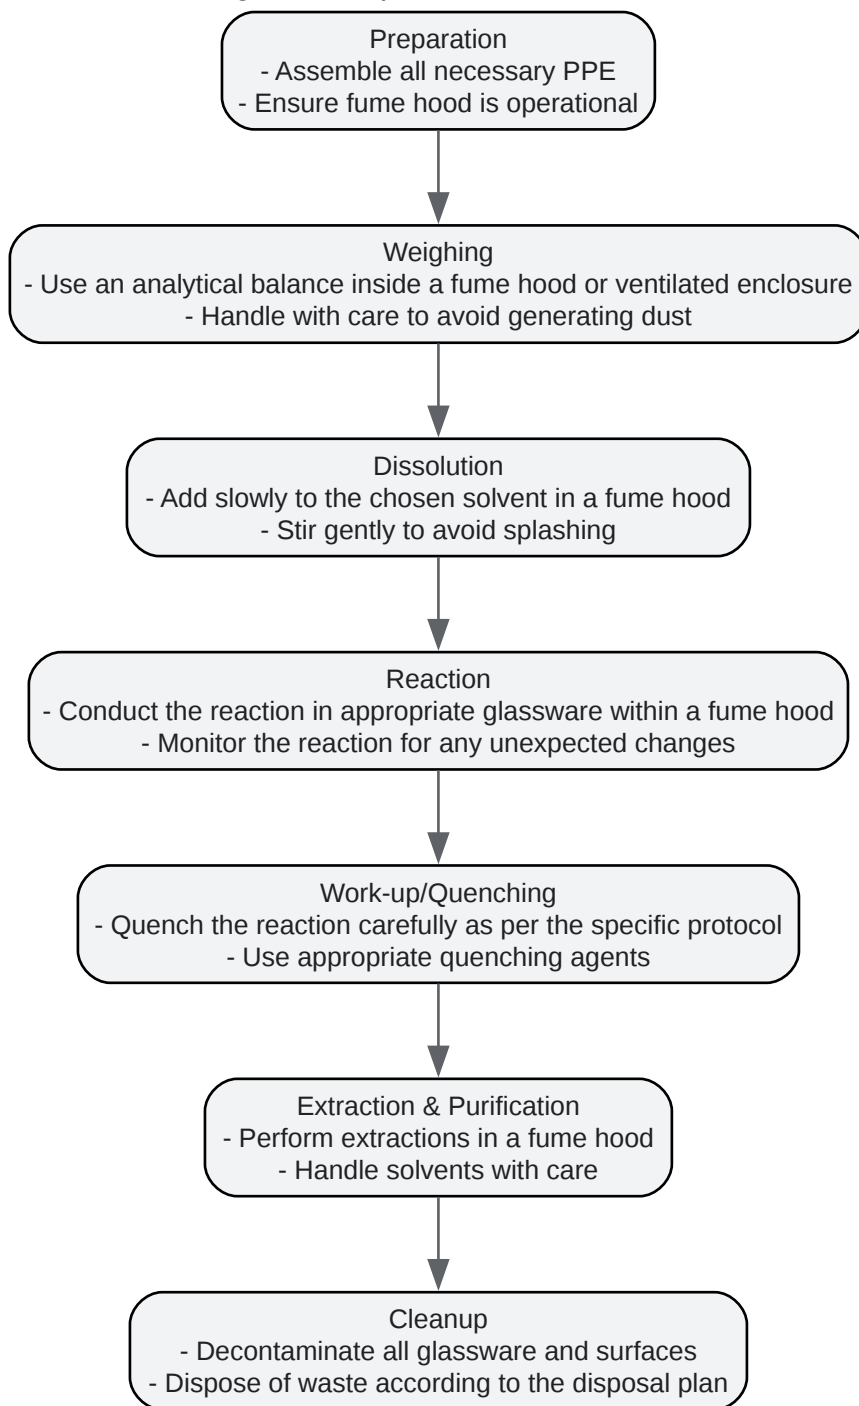 Preparation
- Assemble all necessary PPE
- Ensure fume hood is operational
Weighing
- Use an analytical balance inside a fume hood or ventilated enclosure
- Handle with care to avoid generating dust
Dissolution
- Add slowly to the chosen solvent in a fume hood
- Stir gently to avoid splashing
Reaction
- Conduct the reaction in appropriate glassware within a fume hood
- Monitor the reaction for any unexpected changes
Work-up/Quenching
- Quench the reaction carefully as per the specific protocol
- Use appropriate quenching agents
Extraction & Purification
- Perform extractions in a fume hood
- Handle solvents with care
Cleanup
- Decontaminate all glassware and surfaces
- Dispose of waste according to the disposal plan